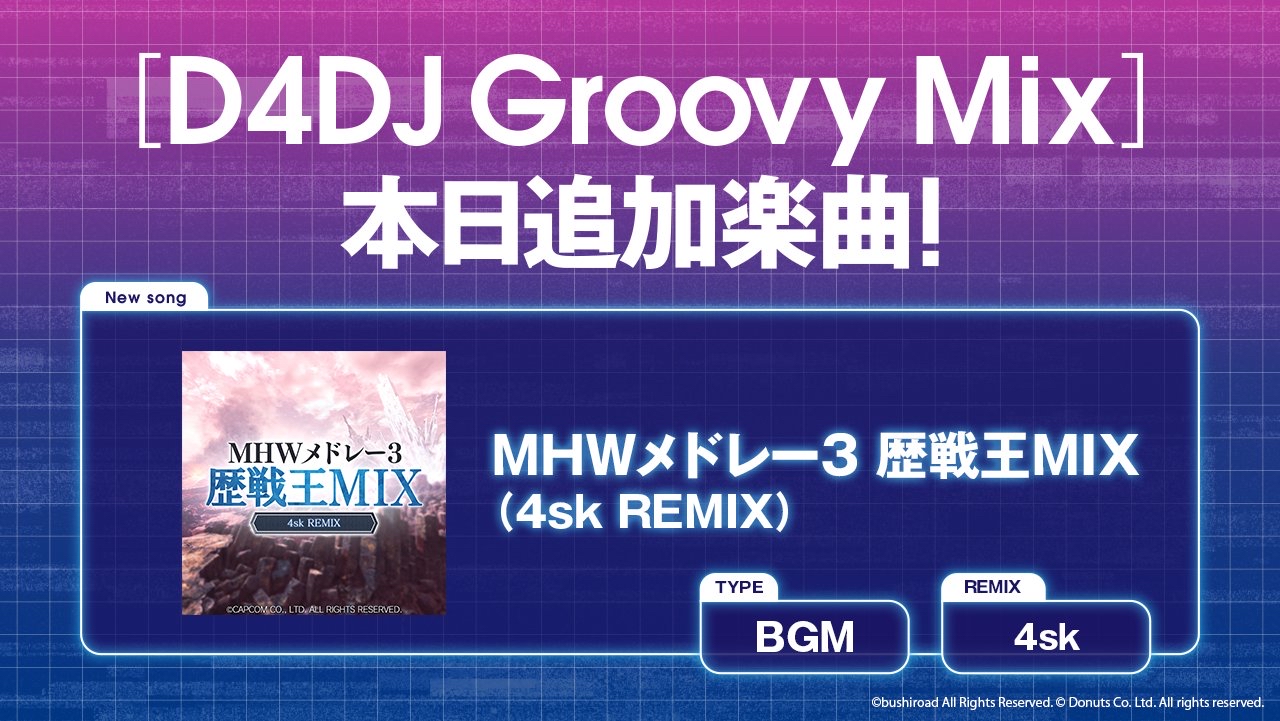 [D4DJ Groovy Mix]
本日追加楽曲!
New song
MHWメドレー3
歴戦王MIX
4sk REMIX
©CAPCOM CO., LTD. ALL RIGHTS RESERVED.
MHWメドレー3 歴戦王MIX
(4sk REMIX)
TYPE
BGM
REMIX
4sk
©bushiroad All Rights Reserved. © Donuts Co. Ltd. All rights reserved.